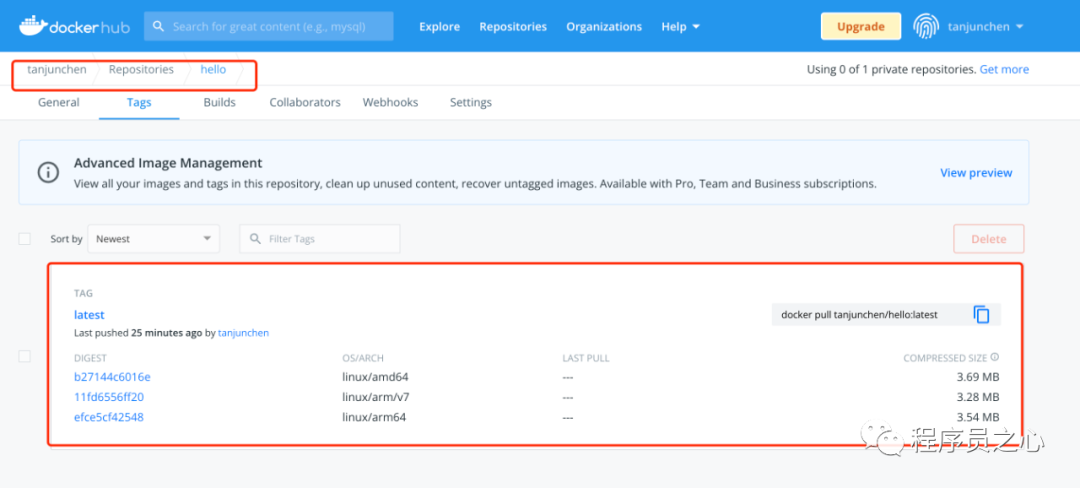 dockerhub Search for great content (e.g., mysql) Explore Repositories Organizations Help Upgrade tanjunchen
tanjunchen Repositories hello Using 0 of 1 private repositories. Get more
General Tags Builds Collaborators Webhooks Settings
Advanced Image Management
View all your images and tags in this repository, clean up unused content, recover untagged images. Available with Pro, Team and Business subscriptions.
View preview
Sort by Newest Filter Tags Delete
TAG
latest
docker pull tanjunchen/hello:latest
Last pushed 25 minutes ago by tanjunchen
DIGEST OS/ARCH LAST PULL COMPRESSED SIZE
b27144c6016e linux/amd64 --- 3.69 MB
11fd6556ff20 linux/arm/v7 --- 3.28 MB
efce5cf42548 linux/arm64 --- 3.54 MB
程序员之心